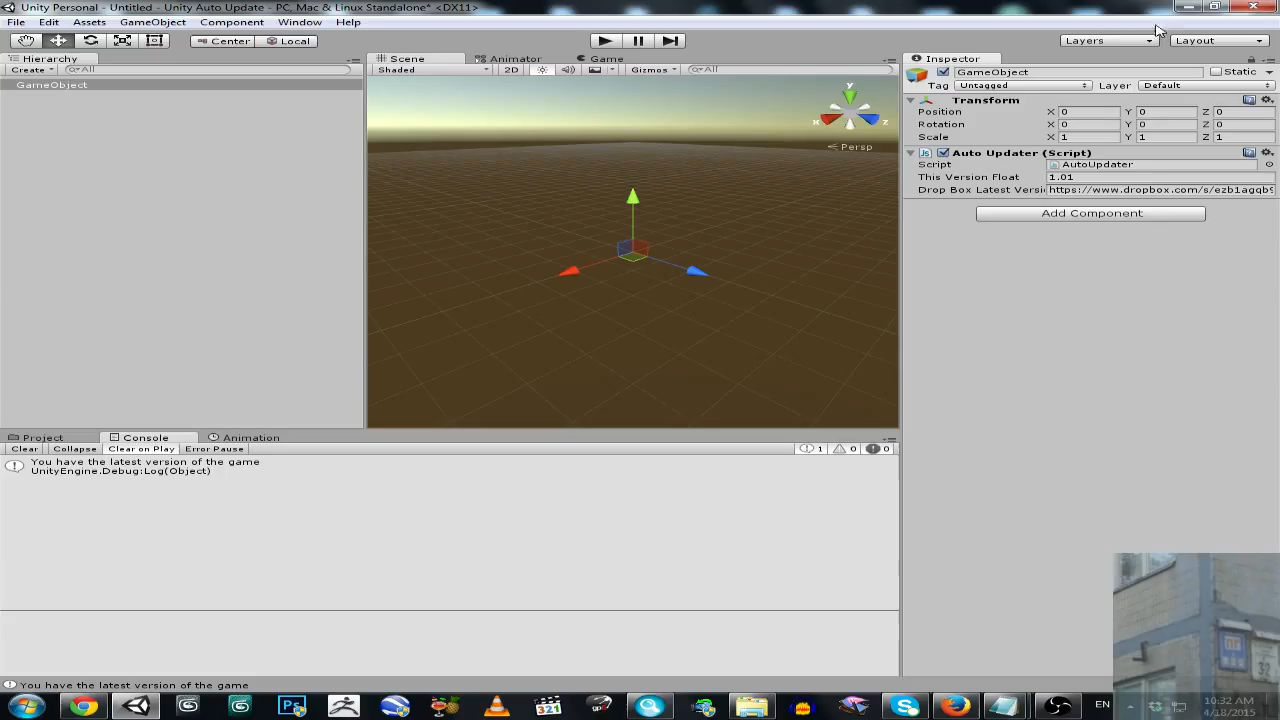 Unity Personal - Untitled - Unity Auto Update - PC, Mac & Linux Standalone* <DX11>
File Edit Assets GameObject Component Window Help
Center Local Layers Layout
Hierarchy Scene Animator Game Inspector
Create All Shaded 2D Gizmos All GameObject Static
GameObject
Tag Untagged Layer Default
Transform
Position X 0 Y 0 Z 0
Rotation X 0 Y 0 Z 0
Scale X 1 Y 1 Z 1
y
x z
Persp
Auto Updater (Script)
Script AutoUpdater
This Version Float 1.01
Drop Box Latest Versi https://www.dropbox.com/s/ezb1agqb
Add Component
Project Console Animation
Clear Collapse Clear on Play Error Pause 1 0 0
You have the latest version of the game
UnityEngine.Debug:Log(Object)
You have the latest version of the game
EN
10:32 AM
4/18/2015
32
321